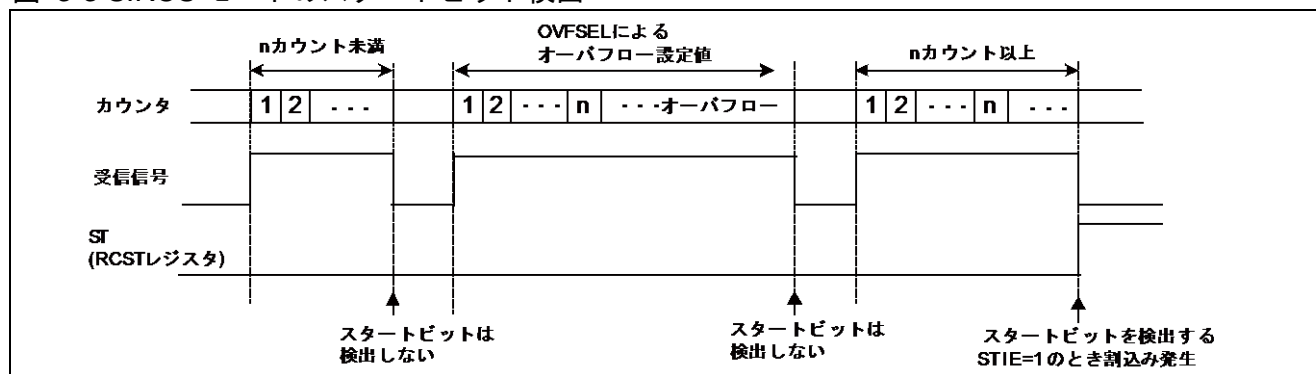 nカウント未満
OVFSELによる
オーバフロー設定値
nカウント以上
カウンタ
1 2 - - -
1 2 - - - n - - -オーバフロー
1 2 - - - n - - -
受信信号
ST
(RCSTレジスタ)
スタートビットは
検出しない
スタートビットは
検出しない
スタートビットを検出する
STIE=1のとき割込み発生